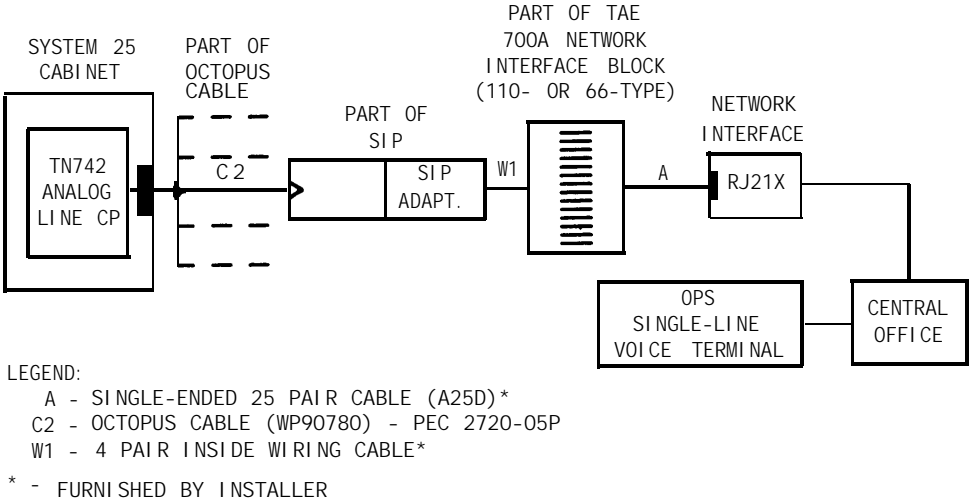 SYSTEM 25
CABINET
PART OF
OCTOPUS
CABLE
PART OF
SIP
PART OF TAE
700A NETWORK
INTERFACE BLOCK
(110- OR 66-TYPE)
NETWORK
INTERFACE
TN742
ANALOG
LINE CP
C2
SIP
ADAPT.
W1
A
RJ21X
OPS
SINGLE-LINE
VOICE TERMINAL
CENTRAL
OFFICE
LEGEND:
A - SINGLE-ENDED 25 PAIR CABLE (A25D)*
C2 - OCTOPUS CABLE (WP90780) - PEC 2720-05P
W1 - 4 PAIR INSIDE WIRING CABLE*
* - FURNISHED BY INSTALLER